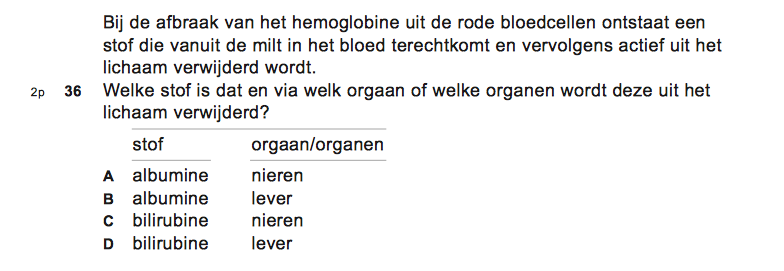 Bij de afbraak van het hemoglobine uit de rode bloedcellen ontstaat een
stof die vanuit de milt in het bloed terechtkomt en vervolgens actief uit het
lichaam verwijderd wordt.
2p 36 Welke stof is dat en via welk orgaan of welke organen wordt deze uit het
lichaam verwijderd?
stof orgaan/organen
A albumine nieren
B albumine lever
C bilirubine nieren
D bilirubine lever